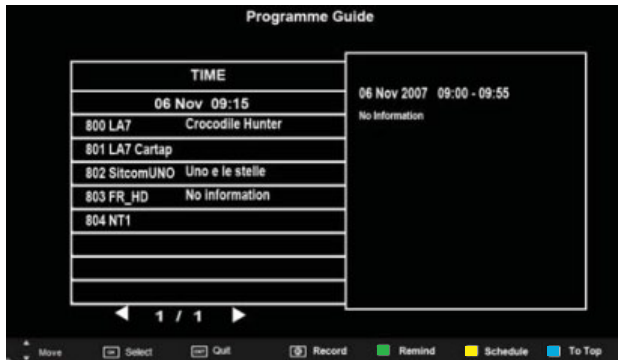 Programme Guide
TIME
06 Nov 09:15
800 LA7 Crocodile Hunter
801 LA7 Cartap
802 SitcomUNO Uno e le stelle
803 FR_HD No information
804 NT1
1 / 1
06 Nov 2007 09:00 - 09:55
No Information
Move OK Select EXIT Quit Record Remind Schedule To Top